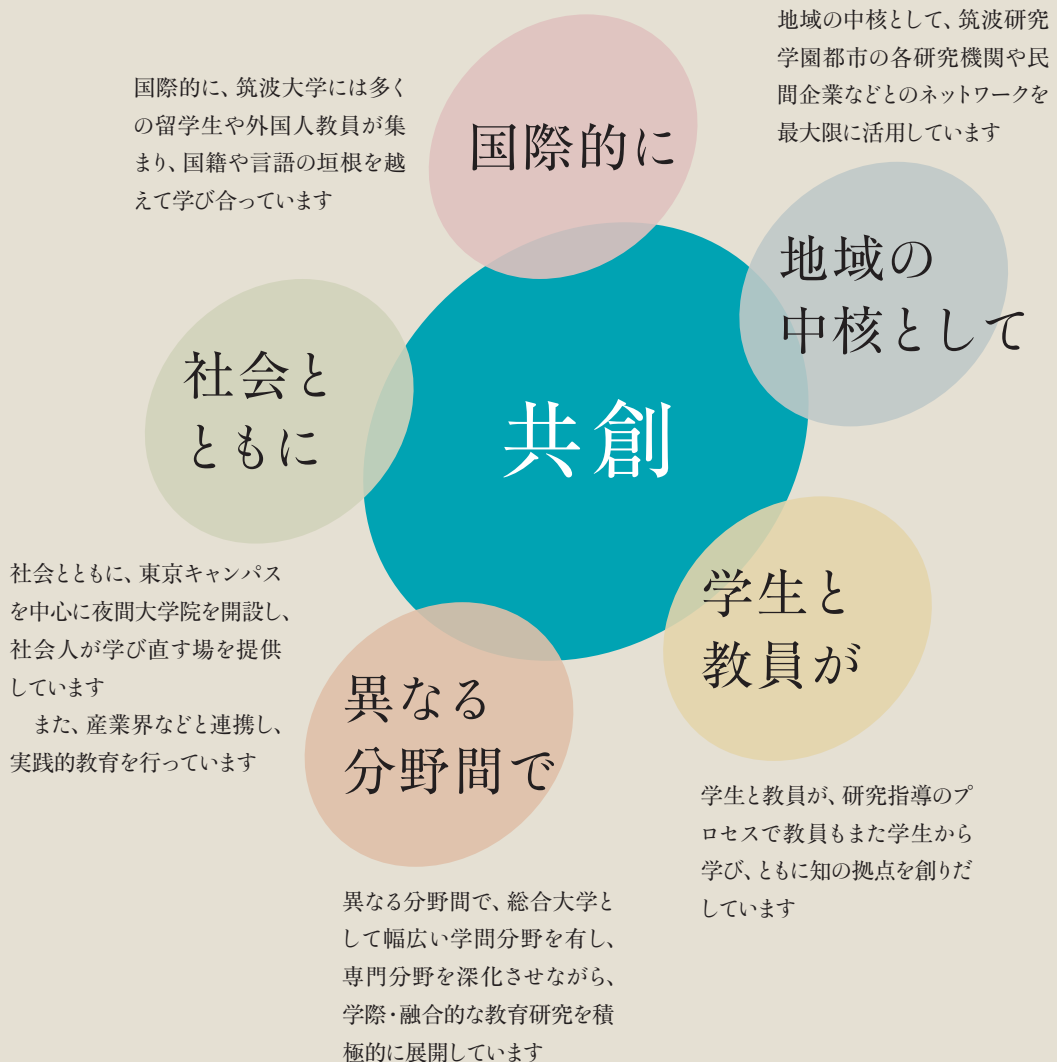 国際的に、筑波大学には多く
の留学生や外国人教員が集
まり、国籍や言語の垣根を越
えて学び合っています
国際的に
地域の中核として、筑波研究
学園都市の各研究機関や民
間企業などとのネットワークを
最大限に活用しています
地域の
中核として
社会と
ともに
共創
社会とともに、東京キャンパス
を中心に夜間大学院を開設し、
社会人が学び直す場を提供
しています
また、産業界などと連携し、
実践的教育を行っています
学生と
教員が
異なる
分野間で
学生と教員が、研究指導のプ
ロセスで教員もまた学生から
学び、ともに知の拠点を創りだ
しています
異なる分野間で、総合大学と
して幅広い学問分野を有し、
専門分野を深化させながら、
学際・融合的な教育研究を積
極的に展開しています